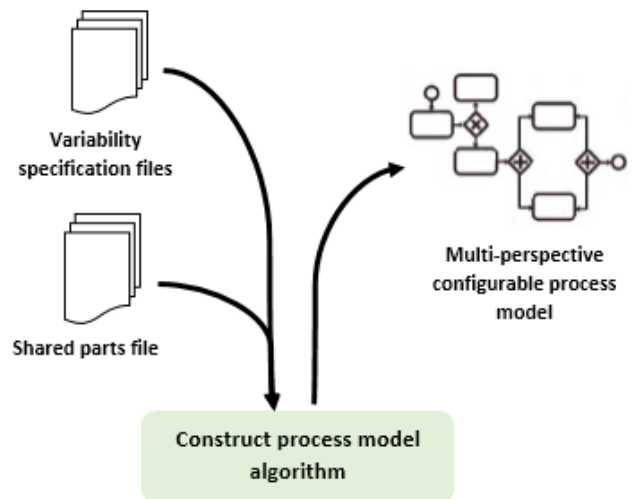 Variability
specification files
Shared parts file
Multi-perspective
configurable process
model
Construct process model
algorithm